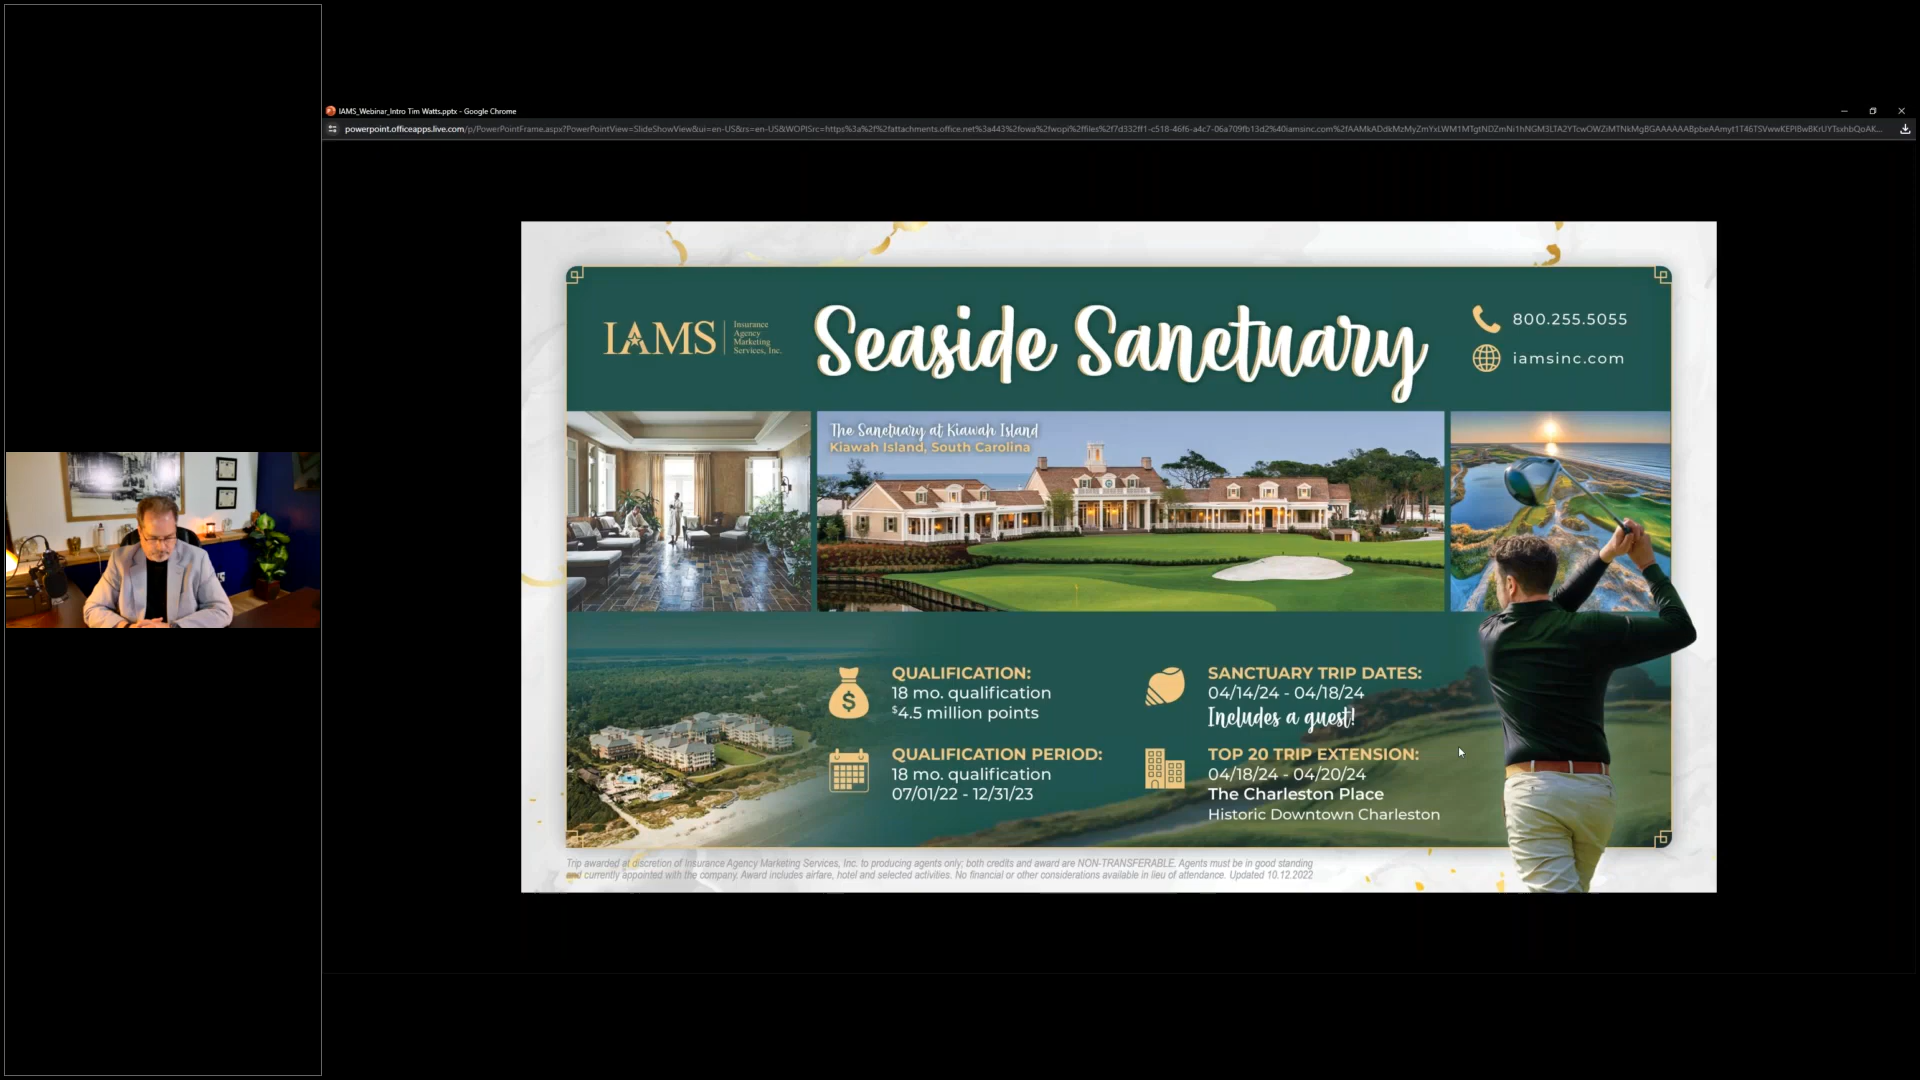 IAMS_Webinar_Intro Tim Watts.pptx - Google Chrome
IAMS
Insurance
Agency
Marketing
Services, Inc.
Seaside Sanctuary
800.255.5055
iamsinc.com
The Sanctuary at Kiawah Island
Kiawah Island, South Carolina
QUALIFICATION:
18 mo. qualification
$4.5 million points
SANCTUARY TRIP DATES:
04/14/24 - 04/18/24
Includes a guest!
QUALIFICATION PERIOD:
18 mo. qualification
07/01/22 - 12/31/23
TOP 20 TRIP EXTENSION:
04/18/24 - 04/20/24
The Charleston Place
Historic Downtown Charleston
Trip awarded at discretion of Insurance Agency Marketing Services, Inc. to producing agents only; both credits and award are NON-TRANSFERABLE. Agents must be in good standing
and currently appointed with the company. Award includes airfare, hotel and selected activities. No financial or other considerations available in lieu of attendance. Updated 10.12.2022